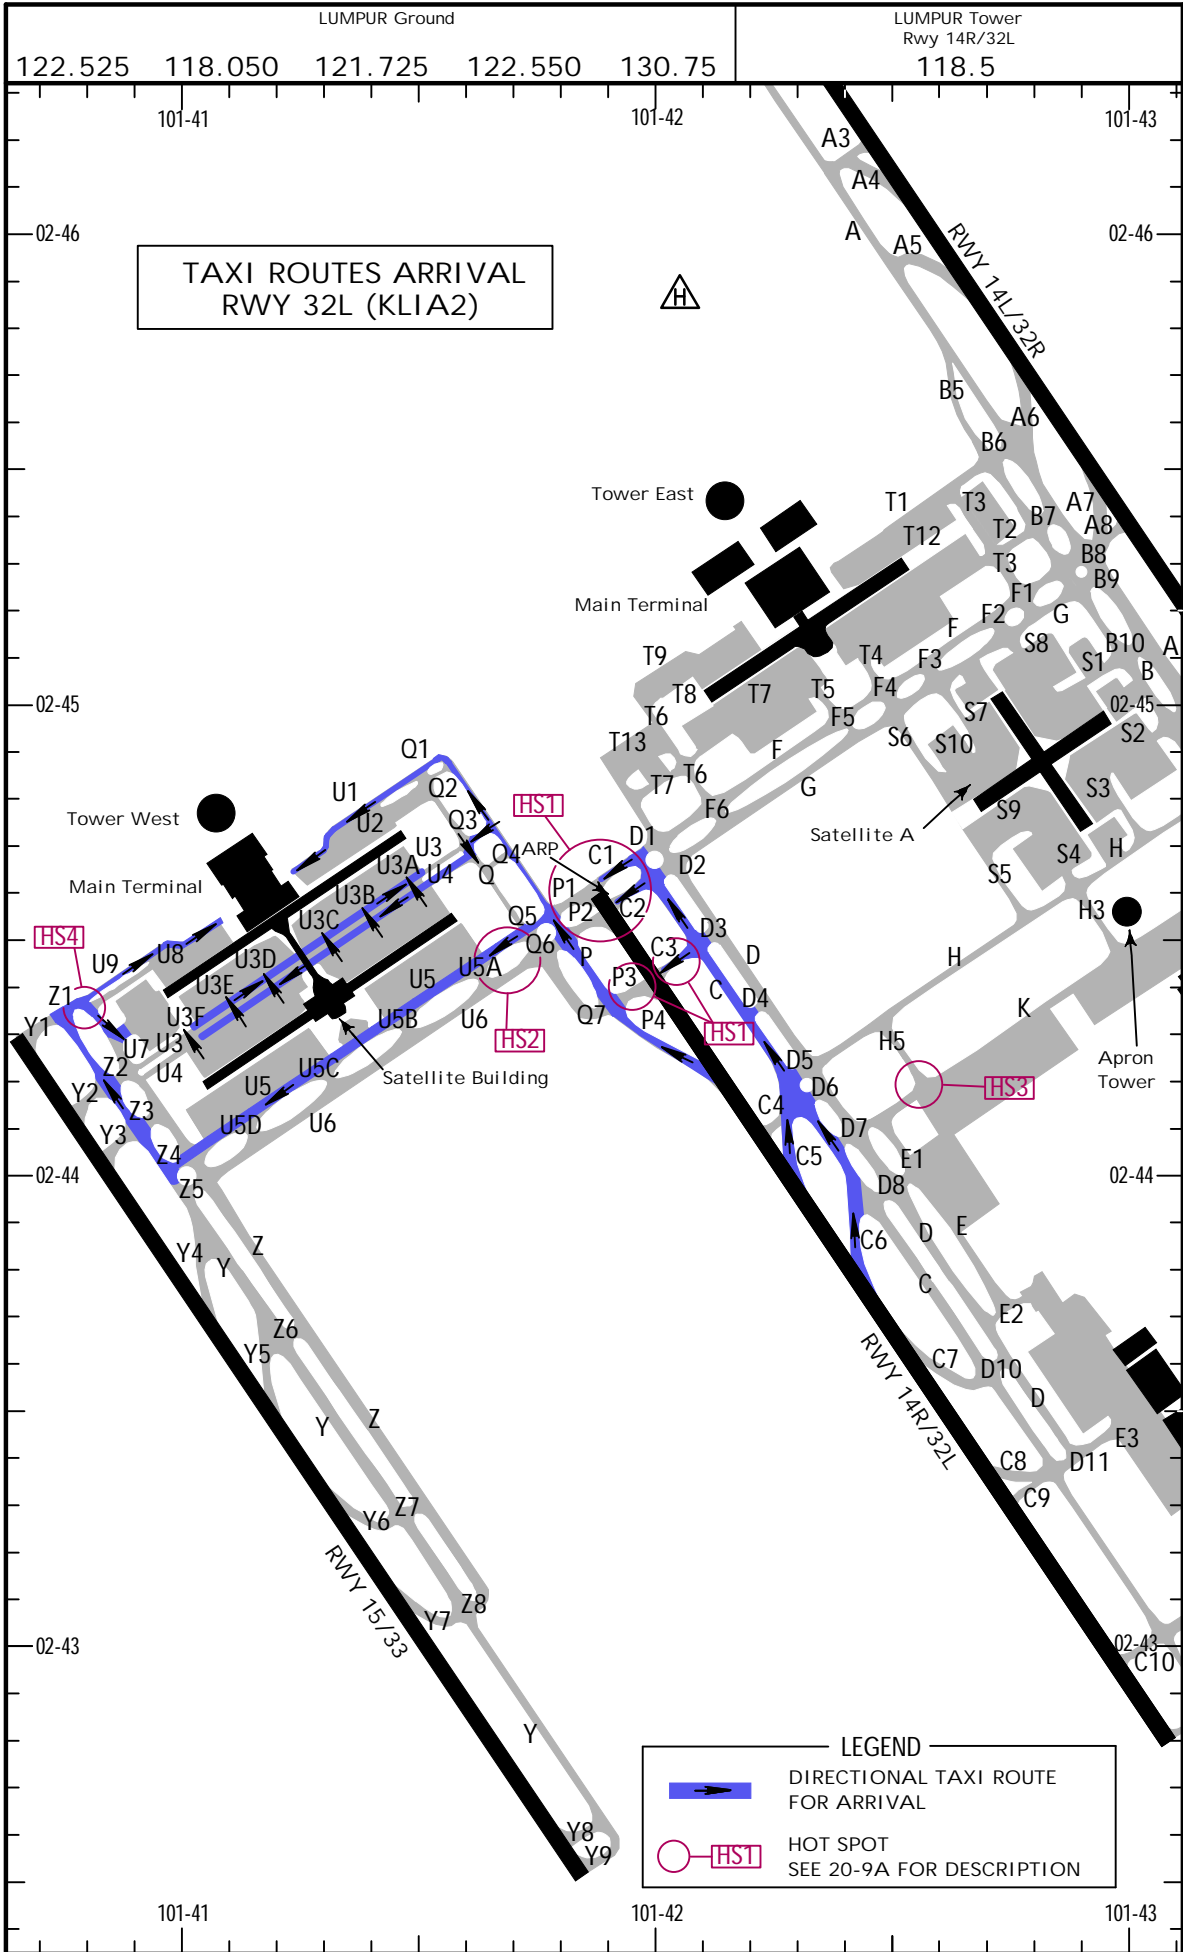 LUMPUR Ground
LUMPUR Tower
Rwy 14R/32L
122.525 118.050 121.725 122.550 130.75
118.5
101-41 101-42 101-43
A3
A4
02-46 A A5 02-46
RWY 14L/32R
TAXI ROUTES ARRIVAL
RWY 32L (KLIA2)
H
B5
A6
B6
Tower East
T1 T3 A7
B7
T2 A8
T12
B8
T3
B9
F1
Main Terminal
F2 G
F
S8 B10 A
T9 T4 F3 S1
B
T8 T7 T5 F4
02-45 02-45
T6 F5 S7
S6 S10 S2
T13
Q1 F
T6
T7 G
U1 Q2 S3
HS1
F6 S9
Tower West U2 Q3
Satellite A
D1
ARP
U3 Q4 C1 S4 H
U3A D2
U4 Q S5
Main Terminal P1
U3B
P2 C2 H3
U3C Q5
D3
HS4
Q6 P C3 D
U9 U8 H
U3D U5A
U5 P3 C
U3E
Z1 D4 K
U3F U5B U6 Q7 P4
Y1 HS1
U7 U3 HS2 H5
Z2 U4 U5C D5 Apron
Tower
Satellite Building
Y2 U5 D6 HS3
Z3 C4
U5D U6 D7
Y3
Z4 C5 E1
02-44 02-44
Z5 D8
C6 D E
Y4 Z
Y C
E2
Z6
Y5 C7 D10
RWY 14R/32L
D
Y Z
E3
C8 D11
Z7 C9
Y6
RWY 15/33
Z8
Y7
02-43 02-43
C10
Y
LEGEND
DIRECTIONAL TAXI ROUTE
FOR ARRIVAL
Y8
HS1 HOT SPOT
Y9
SEE 20-9A FOR DESCRIPTION
101-41 101-42 101-43